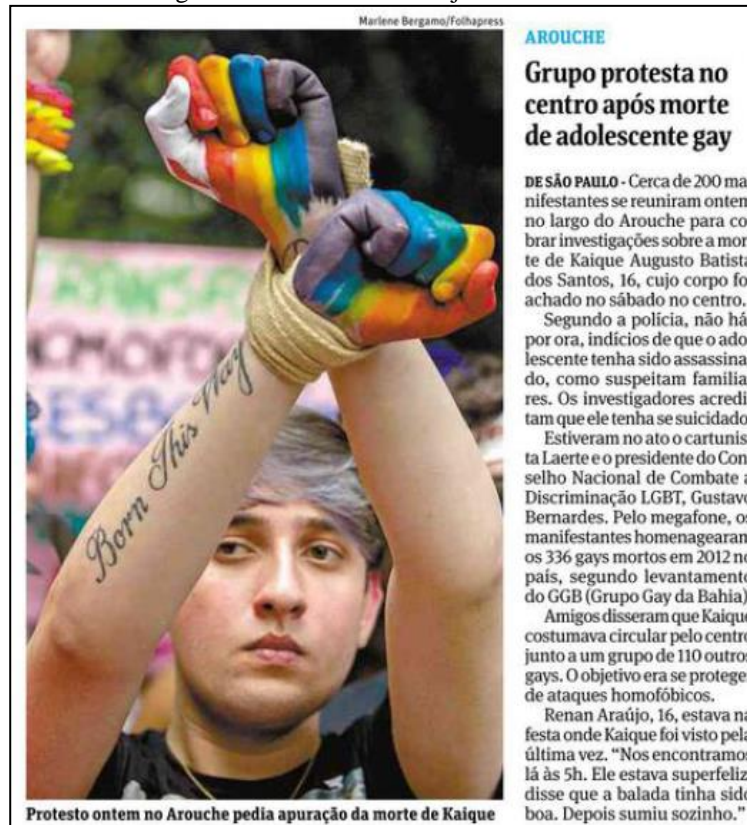 Marlene Bergamo/Folhapress
Born This Way
Protesto ontem no Arouche pedia apuração da morte de Kaique
AROUCHE
Grupo protesta no
centro após morte
de adolescente gay
DE SÃO PAULO - Cerca de 200 ma
nifestantes se reuniram ontem
no largo do Arouche para co
brar investigações sobre a mor
te de Kaique Augusto Batista
dos Santos, 16, cujo corpo fo
achado no sábado no centro.
Segundo a polícia, não há,
por ora, indícios de que o ado
lescente tenha sido assassina
do, como suspeitam familia
res. Os investigadores acredi
tam que ele tenha se suicidado
Estiveram no ato o cartunis
ta Laerte e o presidente do Con
selho Nacional de Combate a
Discriminação LGBT, Gustavo
Bernardes. Pelo megafone, os
manifestantes homenagearam
os 336 gays mortos em 2012 no
país, segundo levantamento
do GGB (Grupo Gay da Bahia)
Amigos disseram que Kaique
costumava circular pelo centro
junto a um grupo de 110 outros
gays. O objetivo era se proteger
de ataques homofóbicos.
Renan Araújo, 16, estava na
festa onde Kaique foi visto pela
última vez. "Nos encontramos
lá às 5h. Ele estava superfeliz,
disse que a balada tinha sido
boa. Depois sumiu sozinho."